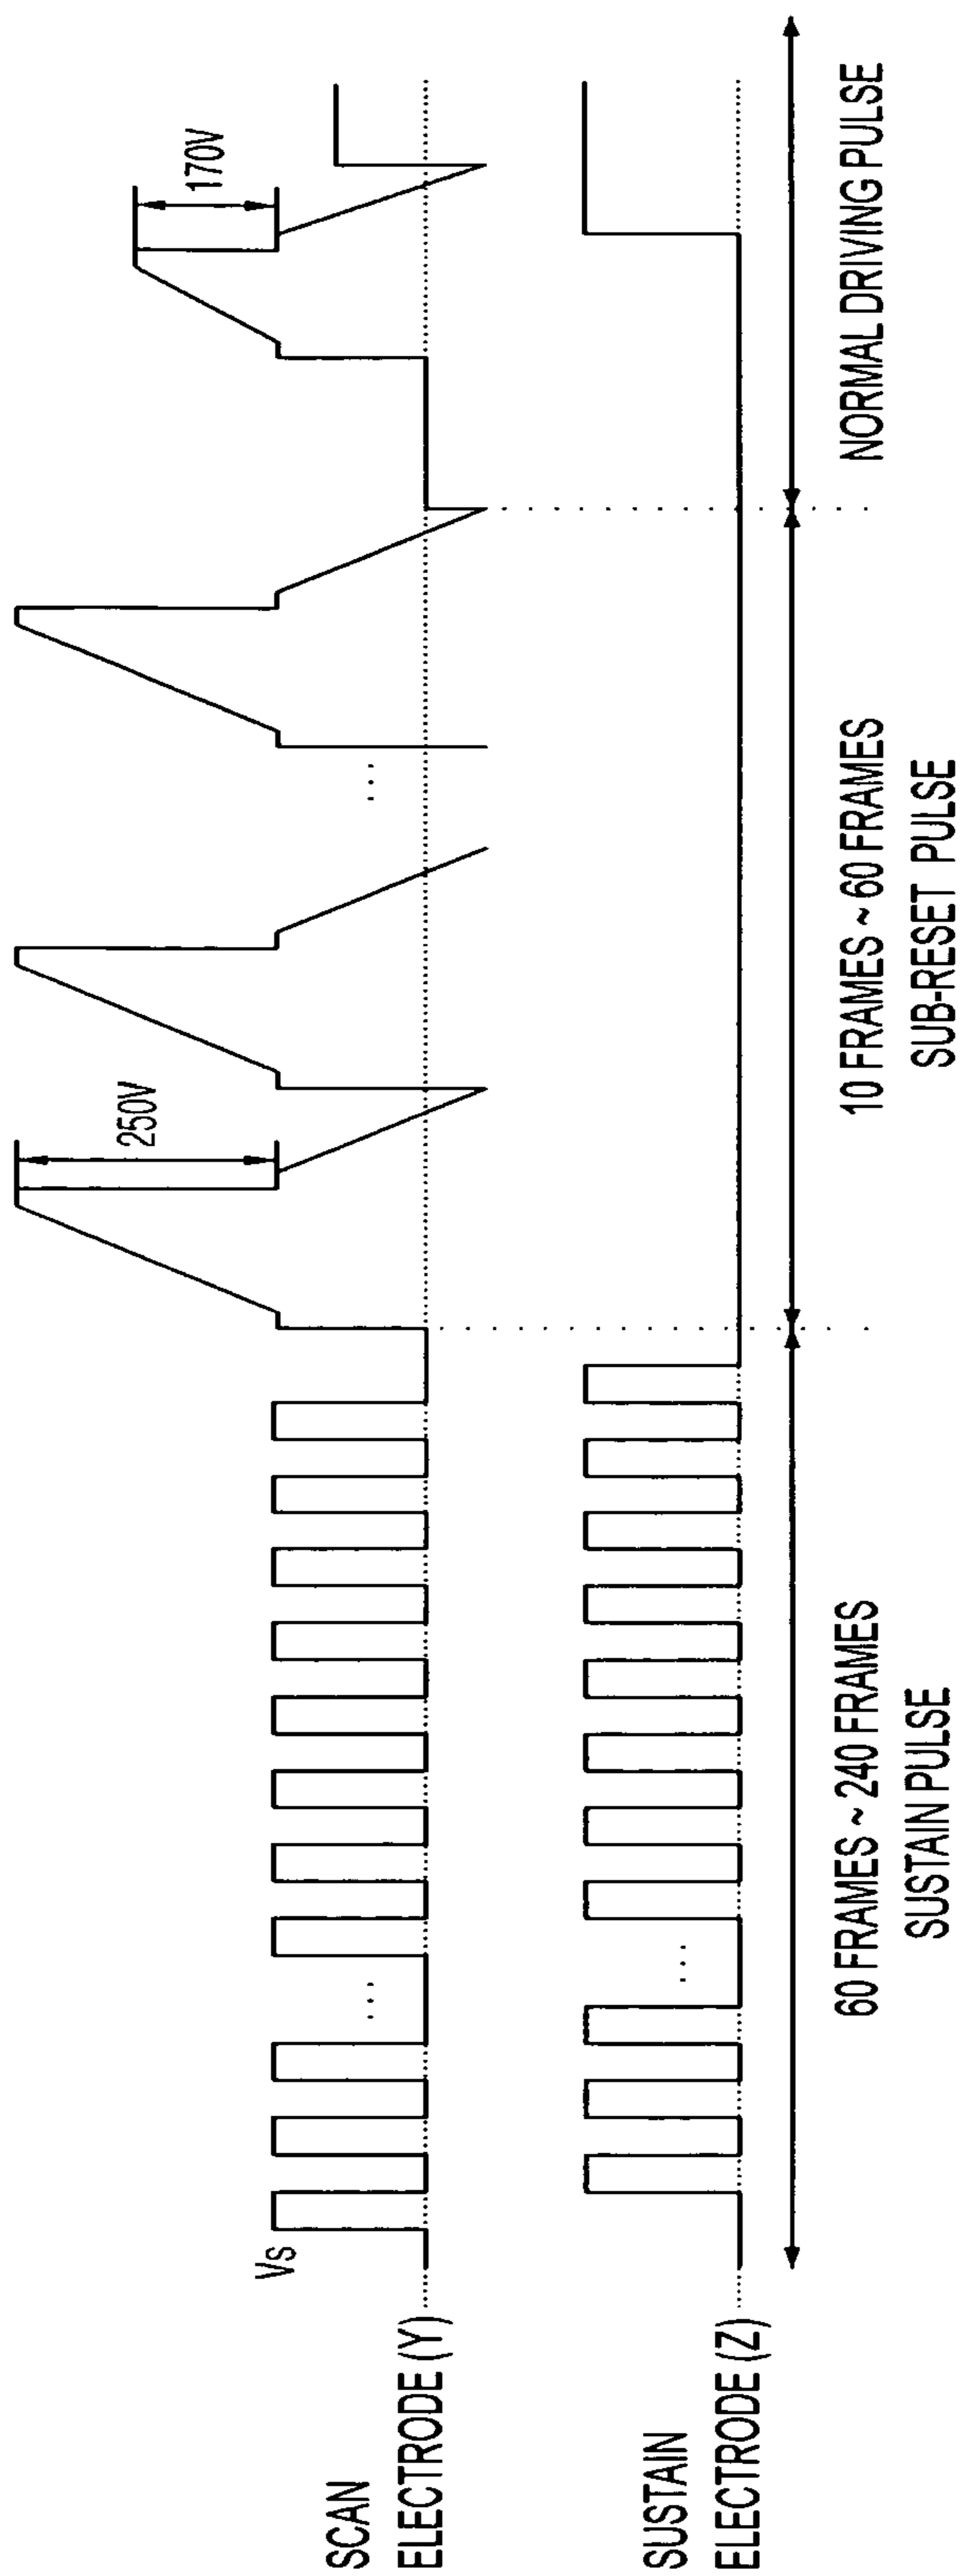 250V
170V
Vs
...
...
SCAN
ELECTRODE (Y)
...
SUSTAIN
ELECTRODE (Z)
60 FRAMES ~ 240 FRAMES
SUSTAIN PULSE
10 FRAMES ~ 60 FRAMES
SUB-RESET PULSE
NORMAL DRIVING PULSE